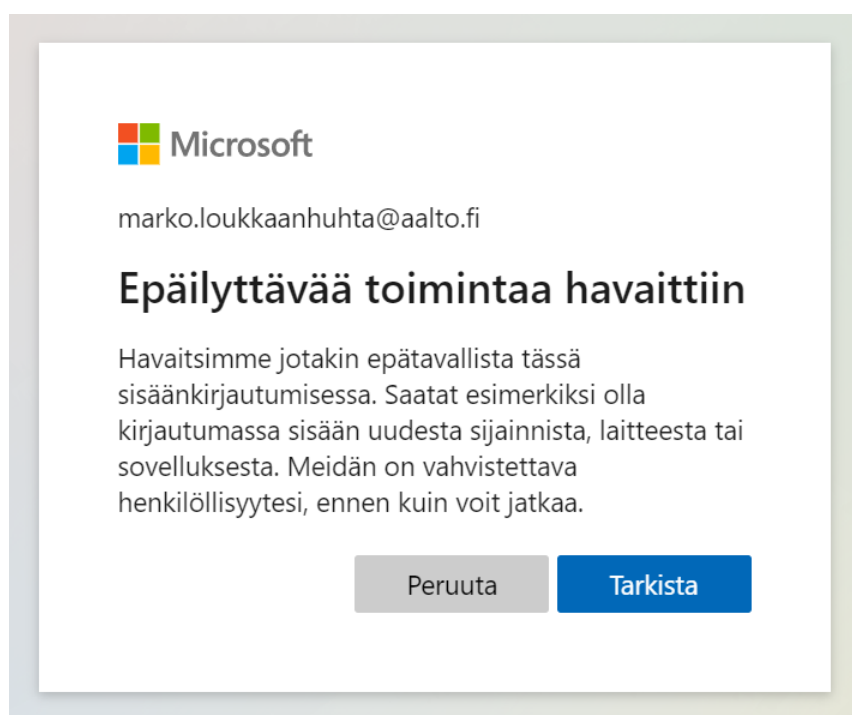 Microsoft
marko.loukkaanhuhta@aalto.fi
Epäilyttävää toimintaa havaittiin
Havaitsimme jotakin epätavallista tässä
sisäänkirjautumisessa. Saatat esimerkiksi olla
kirjautumassa sisään uudesta sijainnista, laitteesta tai
sovelluksesta. Meidän on vahvistettava
henkilöllisyytesi, ennen kuin voit jatkaa.
Peruuta
Tarkista